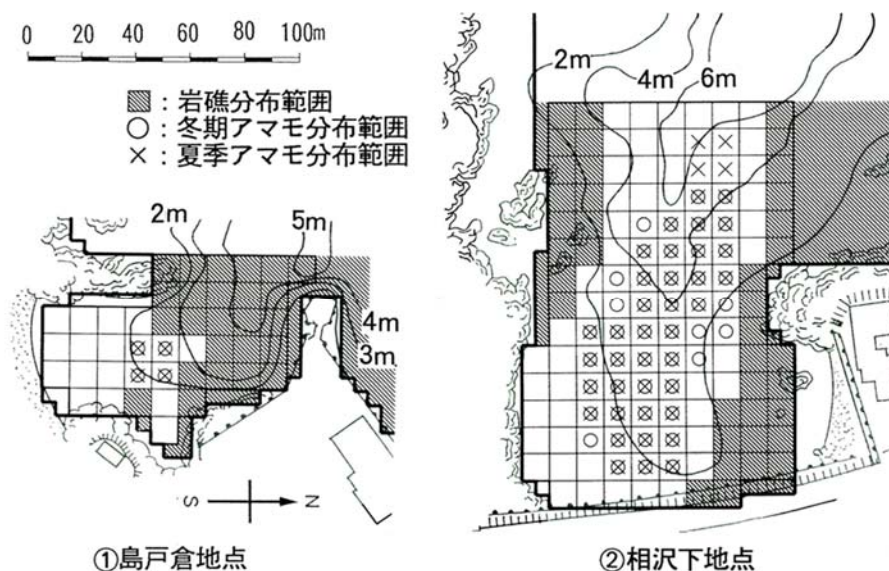 0 20 40 60 80 100m
：岩礁分布範囲
○：冬期アマモ分布範囲
×：夏季アマモ分布範囲
2m
5m
4m
3m
S N
①島戸倉地点
2m
4m
6m
②相沢下地点